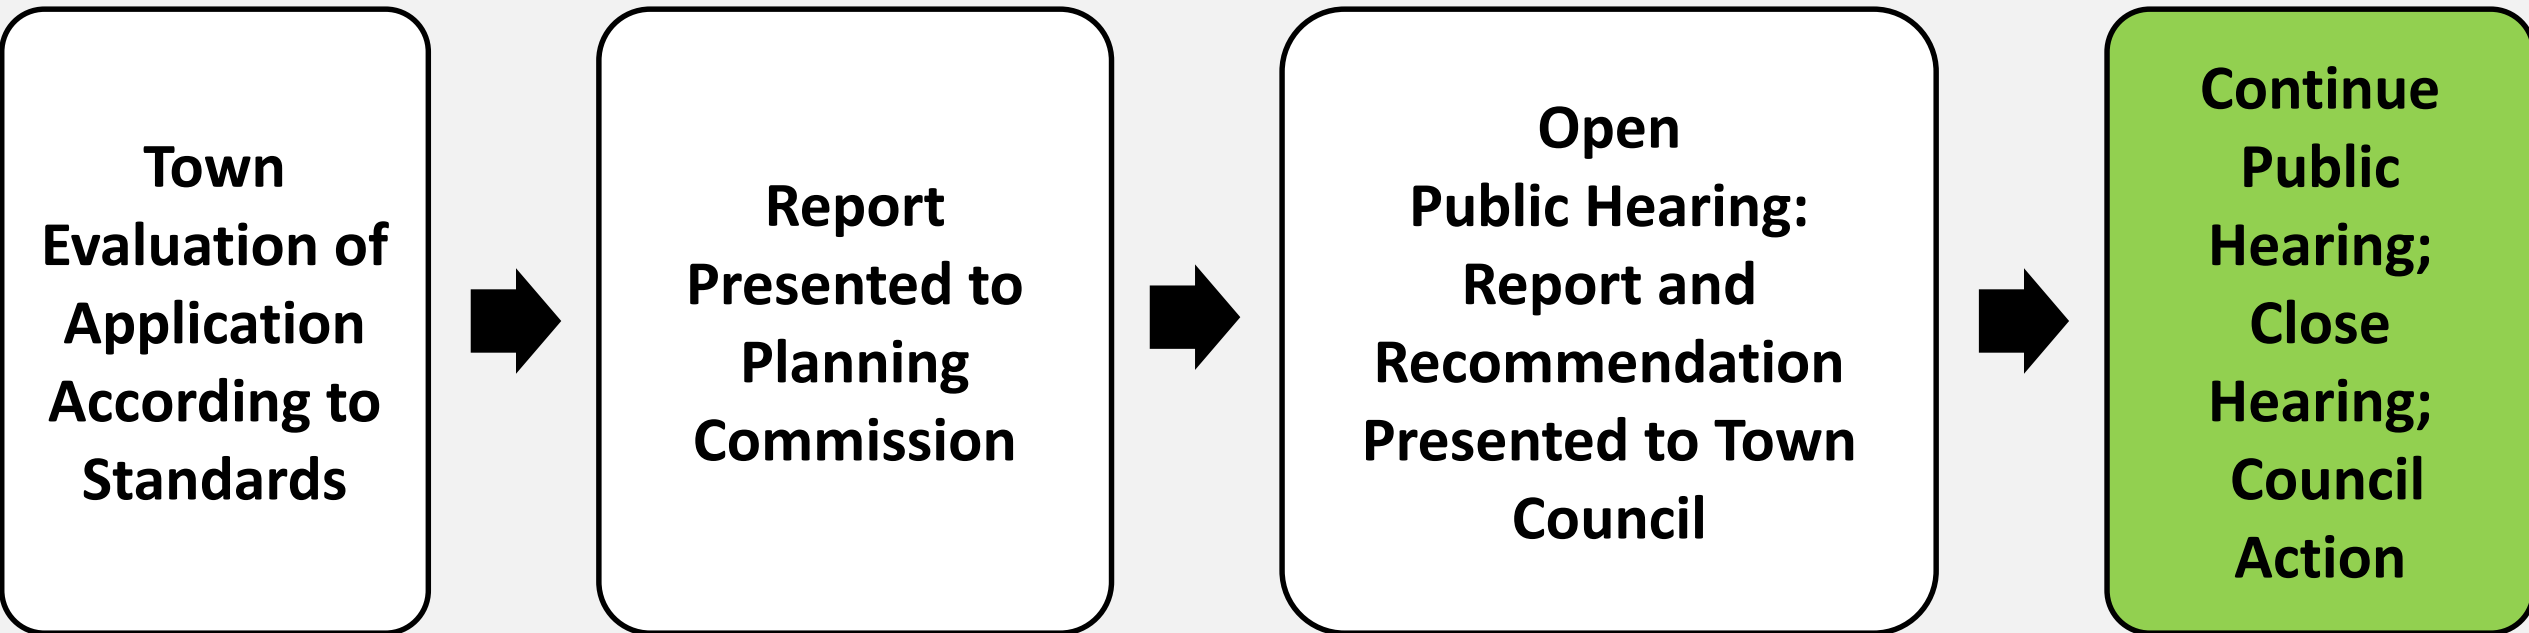 Town
Evaluation of
Application
According to
Standards
Report
Presented to
Planning
Commission
Open
Public Hearing:
Report and
Recommendation
Presented to Town
Council
Continue
Public
Hearing;
Close
Hearing;
Council
Action